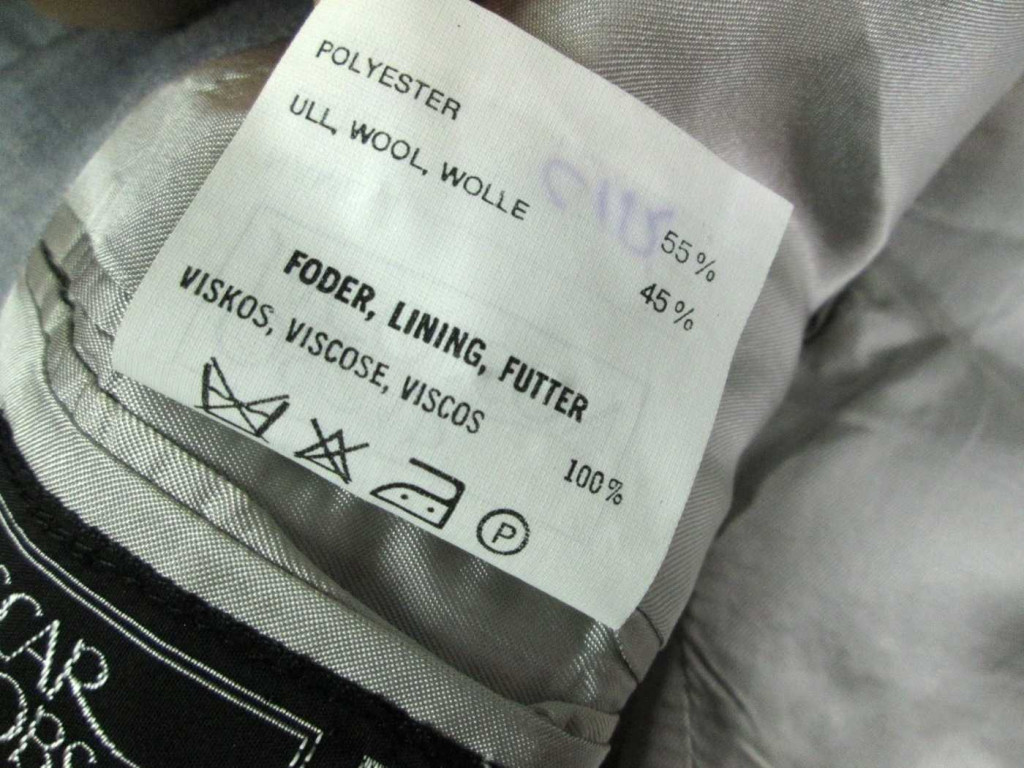 POLYESTER 55%
ULL, WOOL, WOLLE 45%
FODER, LINING, FUTTER
VISKOS, VISCOSE, VISCOS 100%
P